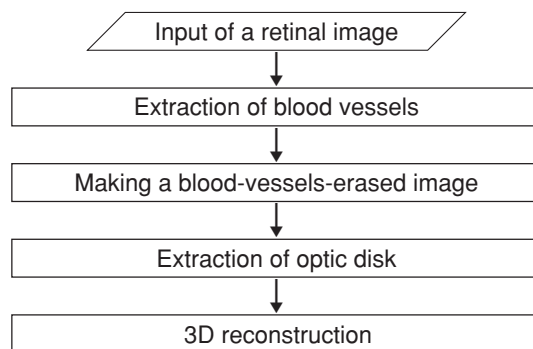 Input of a retinal image
Extraction of blood vessels
Making a blood-vessels-erased image
Extraction of optic disk
3D reconstruction